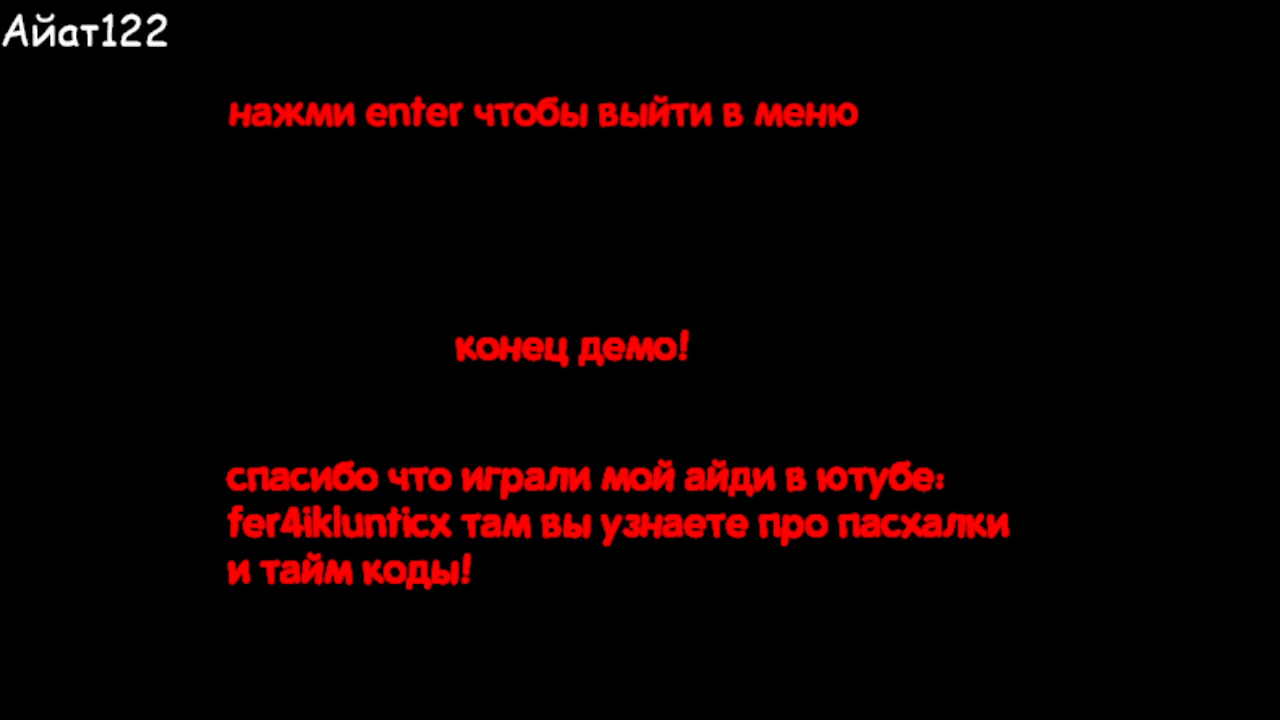 Айат122
нажми enter чтобы выйти в меню
конец демо!
спасибо что играли мой айди в ютубе:
fer4iklunticx там вы узнаете про пасхалки
и тайм коды!